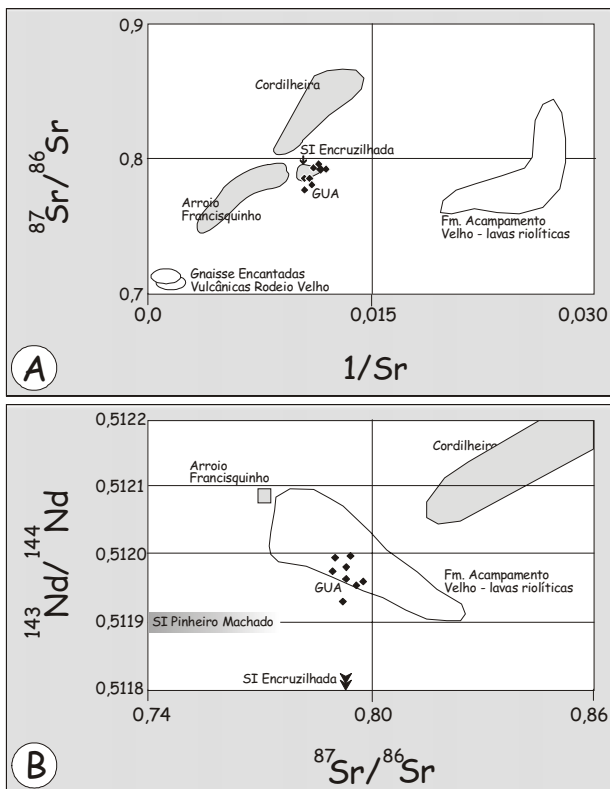 0,9
Cordilheira
SI Encruzilhada
0,8
87Sr/86Sr
GUA
Arroio
Francisquinho
Fm. Acampamento
Velho - lavas riolíticas
Gnaisse Encantadas
Vulcânicas Rodeio Velho
0,7
0,0
0,015
0,030
A
1/Sr
0,5122
Cordilheira
Arroio
Francisquinho
0,5121
143Nd/144Nd
0,5120
Fm. Acampamento
Velho - lavas riolíticas
GUA
0,5119
SI Pinheiro Machado
SI Encruzilhada
0,5118
0,74
0,80
0,86
B
87Sr/86Sr